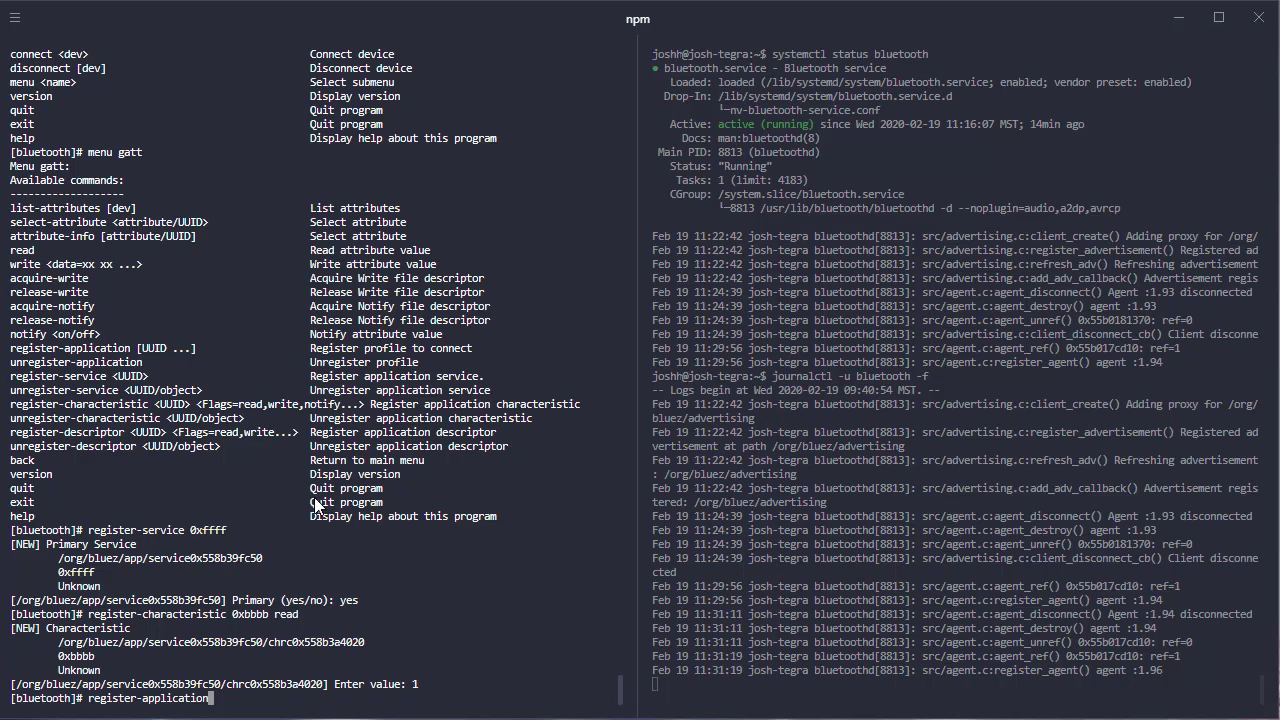 npm
connect <dev> Connect device
disconnect [dev] Disconnect device
menu <name> Select submenu
version Display version
quit Quit program
exit Quit program
help Display help about this program
[bluetooth]# menu gatt
Menu gatt:
Available commands:
-------------------
list-attributes [dev] List attributes
select-attribute <attribute/UUID> Select attribute
attribute-info [attribute/UUID] Select attribute
read Read attribute value
write <data=xx xx ...> Write attribute value
acquire-write Acquire Write file descriptor
release-write Release Write file descriptor
acquire-notify Acquire Notify file descriptor
release-notify Release Notify file descriptor
notify <on/off> Notify attribute value
register-application [UUID ...] Register profile to connect
unregister-application Unregister profile
register-service <UUID> Register application service.
unregister-service <UUID/object> Unregister application service
register-characteristic <UUID> <Flags=read,write,notify...> Register application characteristic
unregister-characteristic <UUID/object> Unregister application characteristic
register-descriptor <UUID> <Flags=read,write...> Register application descriptor
unregister-descriptor <UUID/object> Unregister application descriptor
back Return to main menu
version Display version
quit Quit program
exit Quit program
help Display help about this program
[bluetooth]# register-service 0xffff
[NEW] Primary Service
/org/bluez/app/service0x558b39fc50
0xffff
Unknown
[/org/bluez/app/service0x558b39fc50] Primary (yes/no): yes
[bluetooth]# register-characteristic 0xbbbb read
[NEW] Characteristic
/org/bluez/app/service0x558b39fc50/chrc0x558b3a4020
0xbbbb
Unknown
[/org/bluez/app/service0x558b39fc50/chrc0x558b3a4020] Enter value: 1
[bluetooth]# register-application
joshh@josh-tegra:~$ systemctl status bluetooth
● bluetooth.service - Bluetooth service
Loaded: loaded (/lib/systemd/system/bluetooth.service; enabled; vendor preset: enabled)
Drop-In: /lib/systemd/system/bluetooth.service.d
└─nv-bluetooth-service.conf
Active: active (running) since Wed 2020-02-19 11:16:07 MST; 14min ago
Docs: man:bluetoothd(8)
Main PID: 8813 (bluetoothd)
Status: "Running"
Tasks: 1 (limit: 4183)
CGroup: /system.slice/bluetooth.service
└─8813 /usr/lib/bluetooth/bluetoothd -d --noplugin=audio,a2dp,avrcp
Feb 19 11:22:42 josh-tegra bluetoothd[8813]: src/advertising.c:client_create() Adding proxy for /org/
Feb 19 11:22:42 josh-tegra bluetoothd[8813]: src/advertising.c:register_advertisement() Registered ad
Feb 19 11:22:42 josh-tegra bluetoothd[8813]: src/advertising.c:refresh_adv() Refreshing advertisement
Feb 19 11:22:42 josh-tegra bluetoothd[8813]: src/advertising.c:add_adv_callback() Advertisement regis
Feb 19 11:24:39 josh-tegra bluetoothd[8813]: src/agent.c:agent_disconnect() Agent :1.93 disconnected
Feb 19 11:24:39 josh-tegra bluetoothd[8813]: src/agent.c:agent_destroy() agent :1.93
Feb 19 11:24:39 josh-tegra bluetoothd[8813]: src/agent.c:agent_unref() 0x55b0181370: ref=0
Feb 19 11:24:39 josh-tegra bluetoothd[8813]: src/advertising.c:client_disconnect_cb() Client disconne
Feb 19 11:29:56 josh-tegra bluetoothd[8813]: src/agent.c:agent_ref() 0x55b017cd10: ref=1
Feb 19 11:29:56 josh-tegra bluetoothd[8813]: src/agent.c:register_agent() agent :1.94
joshh@josh-tegra:~$ journalctl -u bluetooth -f
-- Logs begin at Wed 2020-02-19 09:40:54 MST. --
Feb 19 11:22:42 josh-tegra bluetoothd[8813]: src/advertising.c:client_create() Adding proxy for /org/
bluez/advertising
Feb 19 11:22:42 josh-tegra bluetoothd[8813]: src/advertising.c:register_advertisement() Registered ad
vertisement at path /org/bluez/advertising
Feb 19 11:22:42 josh-tegra bluetoothd[8813]: src/advertising.c:refresh_adv() Refreshing advertisement
: /org/bluez/advertising
Feb 19 11:22:42 josh-tegra bluetoothd[8813]: src/advertising.c:add_adv_callback() Advertisement regis
tered: /org/bluez/advertising
Feb 19 11:24:39 josh-tegra bluetoothd[8813]: src/agent.c:agent_disconnect() Agent :1.93 disconnected
Feb 19 11:24:39 josh-tegra bluetoothd[8813]: src/agent.c:agent_destroy() agent :1.93
Feb 19 11:24:39 josh-tegra bluetoothd[8813]: src/agent.c:agent_unref() 0x55b0181370: ref=0
Feb 19 11:24:39 josh-tegra bluetoothd[8813]: src/advertising.c:client_disconnect_cb() Client disconne
cted
Feb 19 11:29:56 josh-tegra bluetoothd[8813]: src/agent.c:agent_ref() 0x55b017cd10: ref=1
Feb 19 11:29:56 josh-tegra bluetoothd[8813]: src/agent.c:register_agent() agent :1.94
Feb 19 11:31:11 josh-tegra bluetoothd[8813]: src/agent.c:agent_disconnect() Agent :1.94 disconnected
Feb 19 11:31:11 josh-tegra bluetoothd[8813]: src/agent.c:agent_destroy() agent :1.94
Feb 19 11:31:11 josh-tegra bluetoothd[8813]: src/agent.c:agent_unref() 0x55b017cd10: ref=0
Feb 19 11:31:19 josh-tegra bluetoothd[8813]: src/agent.c:agent_ref() 0x55b017cd10: ref=1
Feb 19 11:31:19 josh-tegra bluetoothd[8813]: src/agent.c:register_agent() agent :1.96